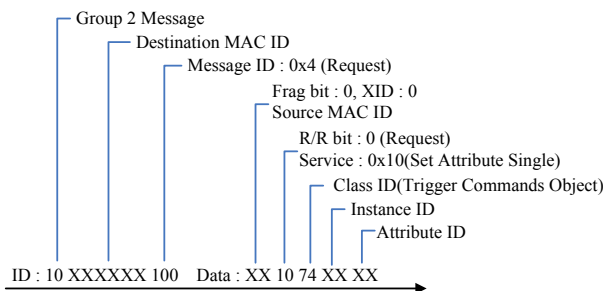 Group 2 Message
Destination MAC ID
Message ID : 0x4 (Request)
Frag bit : 0, XID : 0
Source MAC ID
R/R bit : 0 (Request)
Service : 0x10(Set Attribute Single)
Class ID(Trigger Commands Object)
Instance ID
Attribute ID
ID : 10 XXXXXX 100 Data : XX 10 74 XX XX